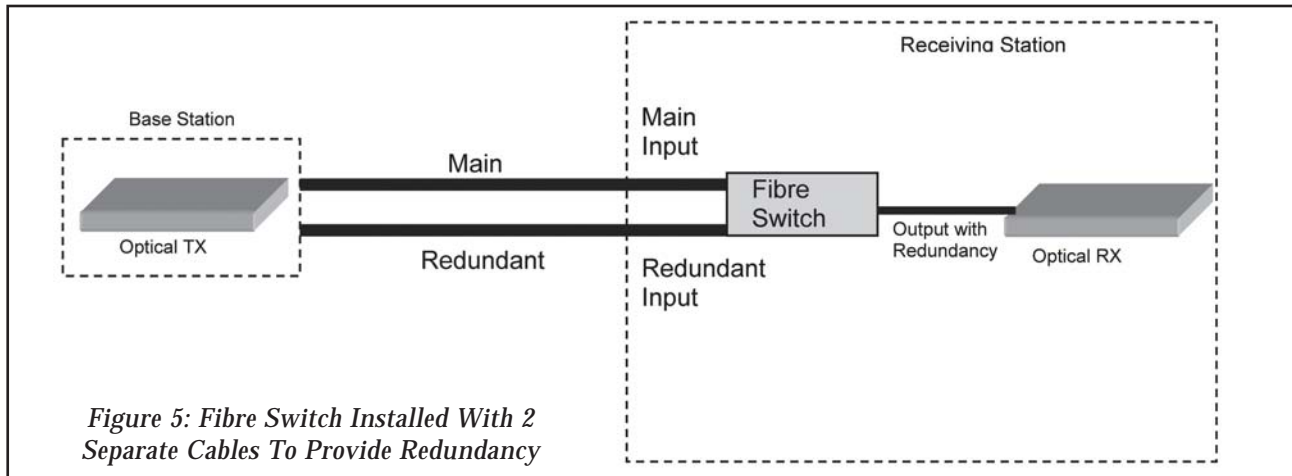 Receiving Station
Base Station
Main
Input
Main
Fibre
Switch
Optical TX
Output with
Redundancy
Optical RX
Redundant
Redundant
Input
Figure 5: Fibre Switch Installed With 2
Separate Cables To Provide Redundancy